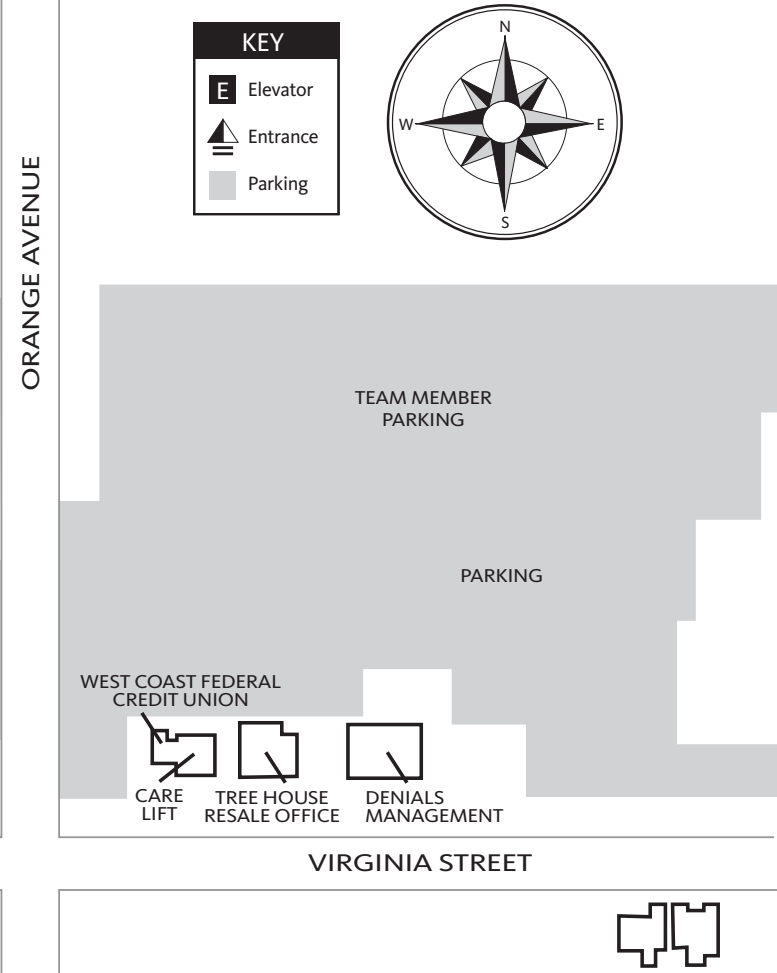 KEY
E Elevator
Entrance
Parking
N
W
E
S
ORANGE AVENUE
TEAM MEMBER
PARKING
PARKING
WEST COAST FEDERAL
CREDIT UNION
CARE
LIFT
TREE HOUSE
RESALE OFFICE
DENIALS
MANAGEMENT
VIRGINIA STREET